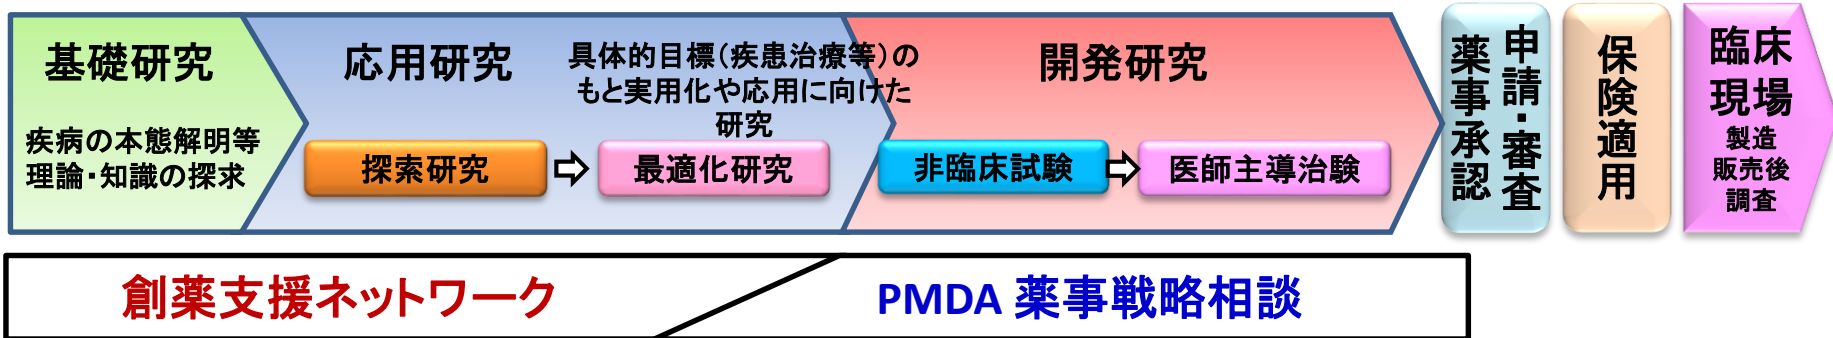 基礎研究
疾病の本態解明等
理論・知識の探求
応用研究
具体的目標（疾患治療等）の
もと実用化や応用に向けた
研究
探索研究
最適化研究
開発研究
非臨床試験
医師主導治験
申請・審査
薬事承認
保険適用
臨床
現場
製造
販売後
調査
創薬支援ネットワーク
PMDA 薬事戦略相談